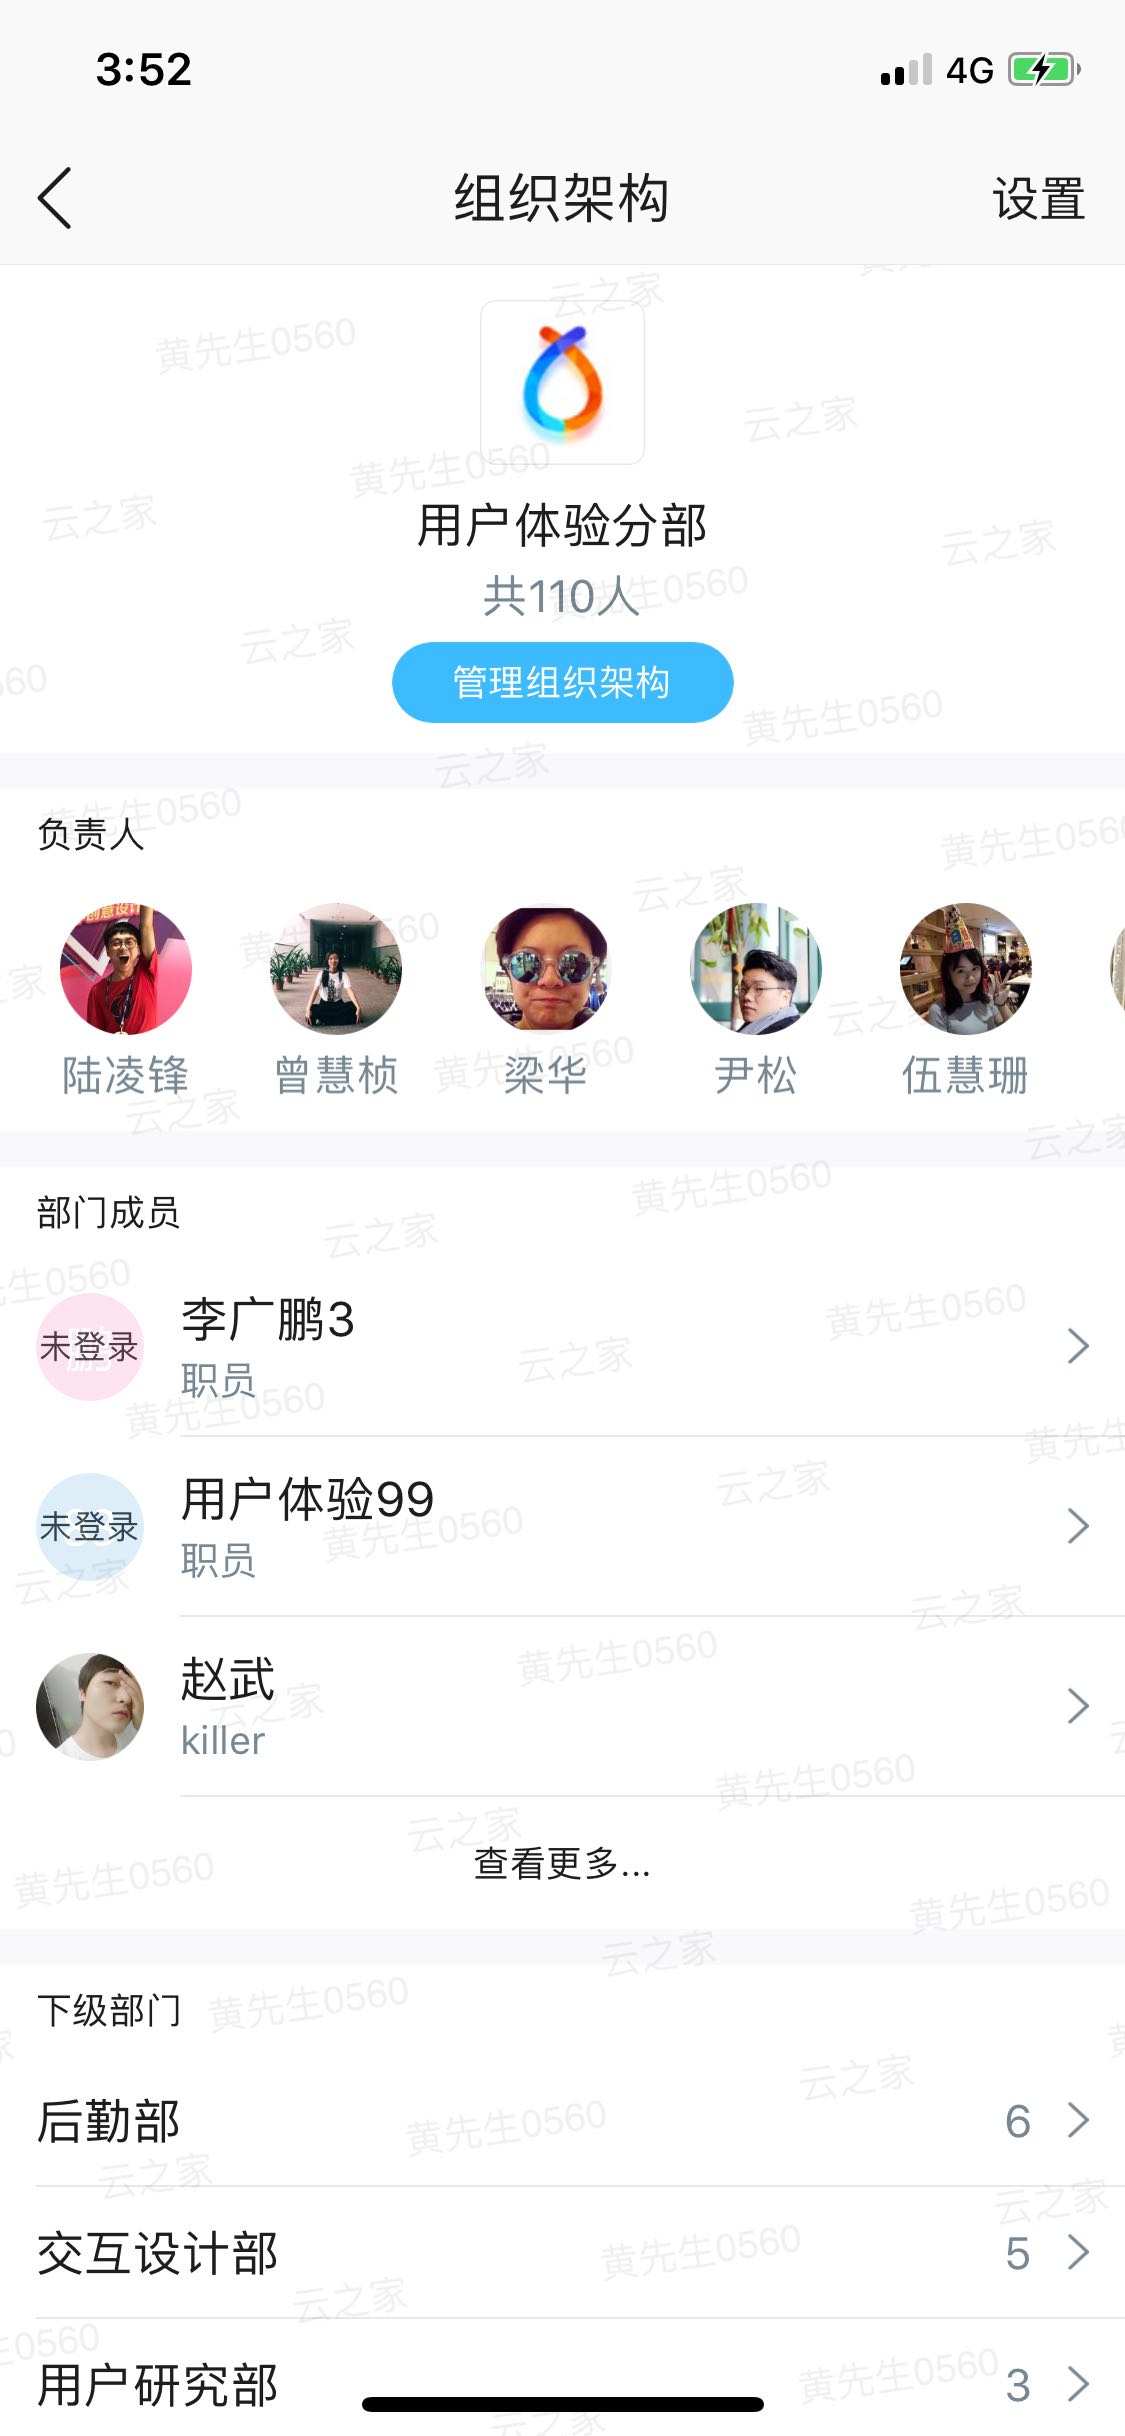 3:52
4G
组织架构
设置
用户体验分部
共110人
管理组织架构
负责人
陆凌锋
曾慧桢
梁华
尹松
伍慧珊
部门成员
未登录
李广鹏3
职员
未登录
用户体验99
职员
赵武
killer
查看更多...
下级部门
后勤部
6
交互设计部
5
用户研究部
3
黄先生0560
云之家